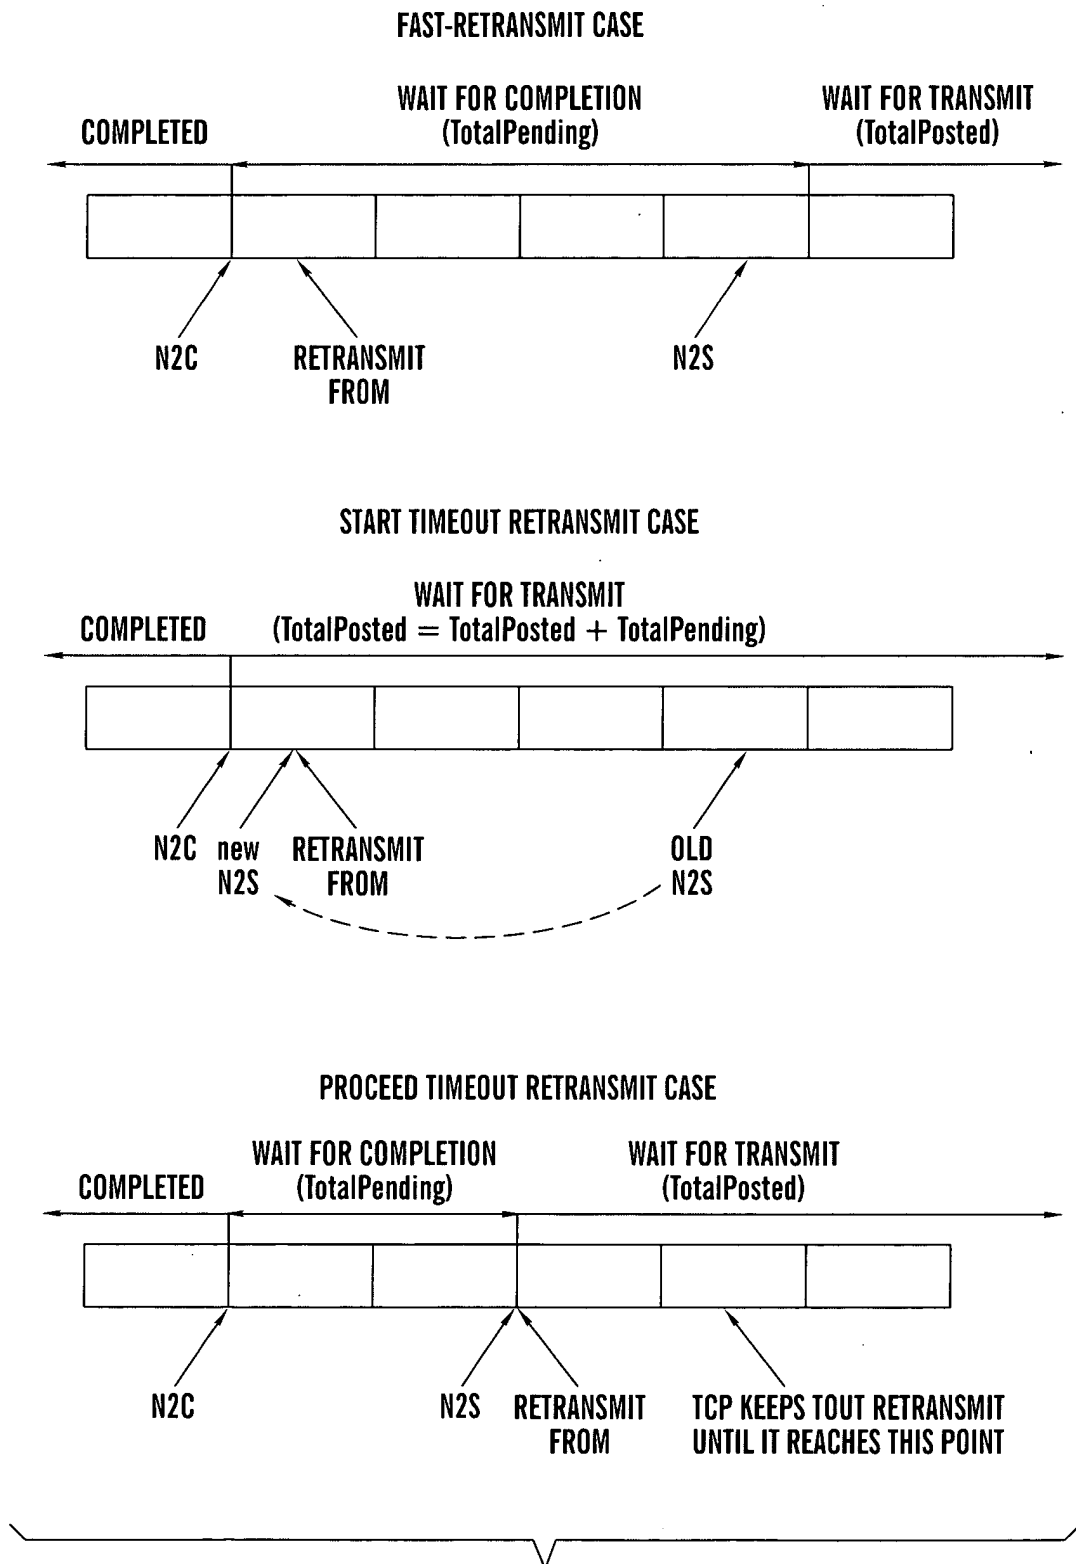 FAST-RETRANSMIT CASE
WAIT FOR COMPLETION
WAIT FOR TRANSMIT
COMPLETED
(TotalPending)
(TotalPosted)
N2C
RETRANSMIT
FROM
N2S
START TIMEOUT RETRANSMIT CASE
WAIT FOR TRANSMIT
COMPLETED
(TotalPosted = TotalPosted + TotalPending)
N2C
new
N2S
RETRANSMIT
FROM
OLD
N2S
PROCEED TIMEOUT RETRANSMIT CASE
WAIT FOR COMPLETION
WAIT FOR TRANSMIT
COMPLETED
(TotalPending)
(TotalPosted)
N2C
N2S
RETRANSMIT
FROM
TCP KEEPS TOUT RETRANSMIT
UNTIL IT REACHES THIS POINT